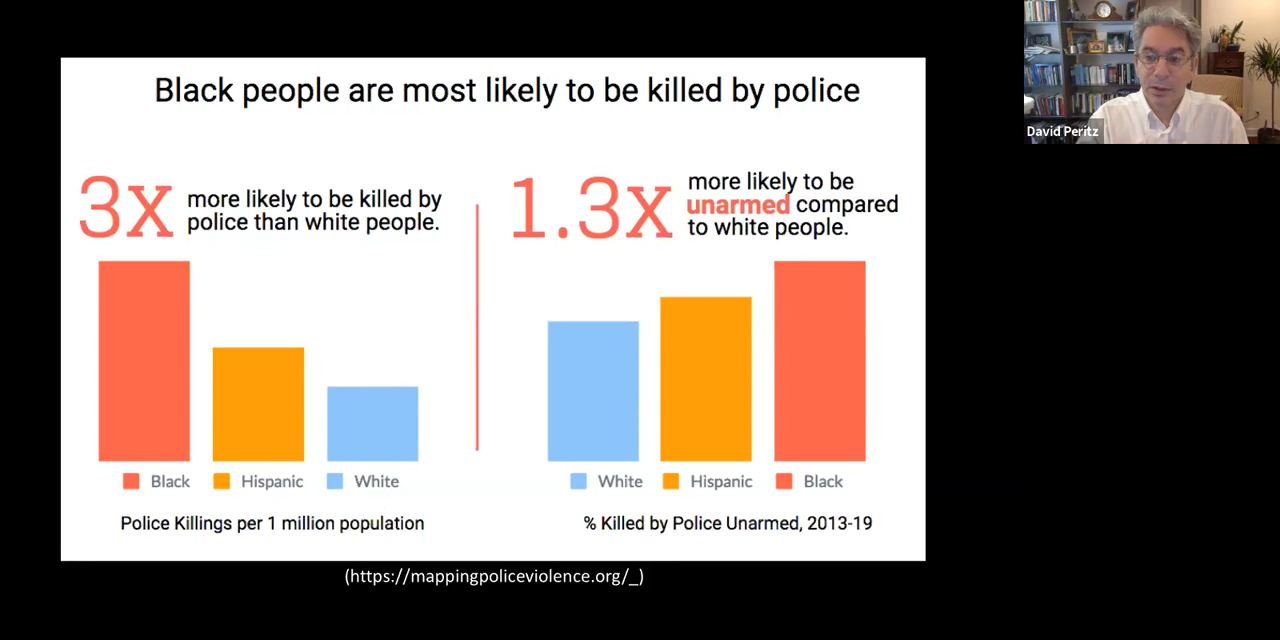 Black people are most likely to be killed by police
3x
more likely to be killed by
police than white people.
1.3x
more likely to be
unarmed compared
to white people.
Black
Hispanic
White
Police Killings per 1 million population
White
Hispanic
Black
% Killed by Police Unarmed, 2013-19
(https://mappingpoliceviolence.org/_)
David Peritz